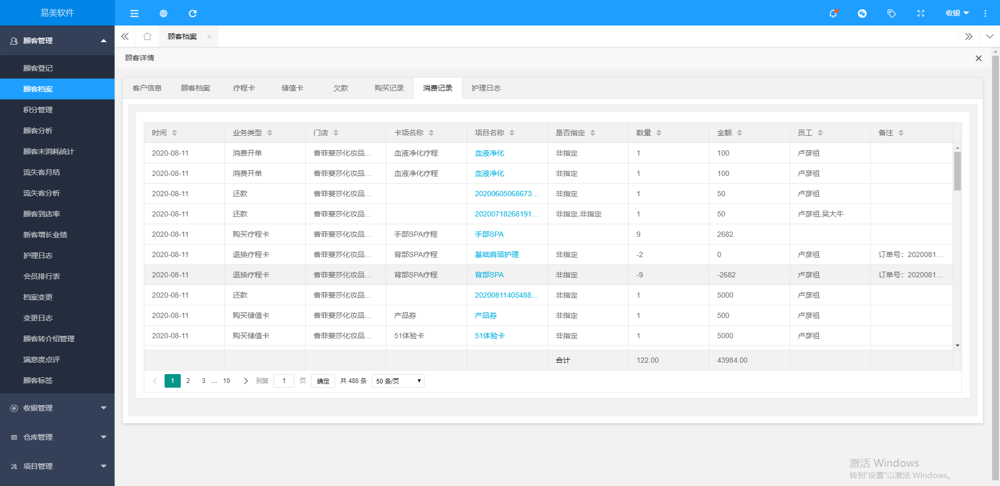 易美软件
收银
顾客管理
顾客登记
顾客档案
积分管理
顾客分析
顾客未消耗统计
流失客月结
流失客分析
顾客到店率
新客增长业绩
护理日志
会员排行表
档案变更
变更日志
顾客转介绍管理
满意度点评
顾客标签
收银管理
仓库管理
项目管理
顾客档案
顾客详情
客户信息 顾客档案 疗程卡 储值卡 欠款 购买记录 消费记录 护理日志
时间 业务类型 门店 卡项名称 项目名称 是否指定 数量 金额 员工 备注
2020-08-11 消费开单 香菲蔓莎化妆品... 血液净化疗程 血液净化 非指定 1 100 卢彦祖
2020-08-11 消费开单 香菲蔓莎化妆品... 血液净化疗程 血液净化 非指定 1 100 卢彦祖
2020-08-11 还款 香菲蔓莎化妆品... 20200605068673... 非指定 1 50 卢彦祖
2020-08-11 还款 香菲蔓莎化妆品... 20200718268191... 非指定,非指定 1 50 卢彦祖,吴大牛
2020-08-11 购买疗程卡 香菲蔓莎化妆品... 手部SPA疗程 手部SPA 9 2682
2020-08-11 退换疗程卡 香菲蔓莎化妆品... 背部SPA疗程 基础肩颈护理 非指定 -2 0 卢彦祖 订单号：2020081...
2020-08-11 退换疗程卡 香菲蔓莎化妆品... 背部SPA疗程 背部SPA 非指定 -9 -2682 卢彦祖 订单号：2020081...
2020-08-11 还款 香菲蔓莎化妆品... 20200811405488... 非指定 1 5000 卢彦祖
2020-08-11 购买储值卡 香菲蔓莎化妆品... 产品券 产品券 非指定 1 500 卢彦祖
2020-08-11 购买储值卡 香菲蔓莎化妆品... 51体验卡 51体验卡 非指定 1 5000 卢彦祖
合计 122.00 43984.00
1 2 3 ... 10 到第 1 页 确定 共 488 条 50 条/页
激活 Windows
转到“设置”以激活 Windows。